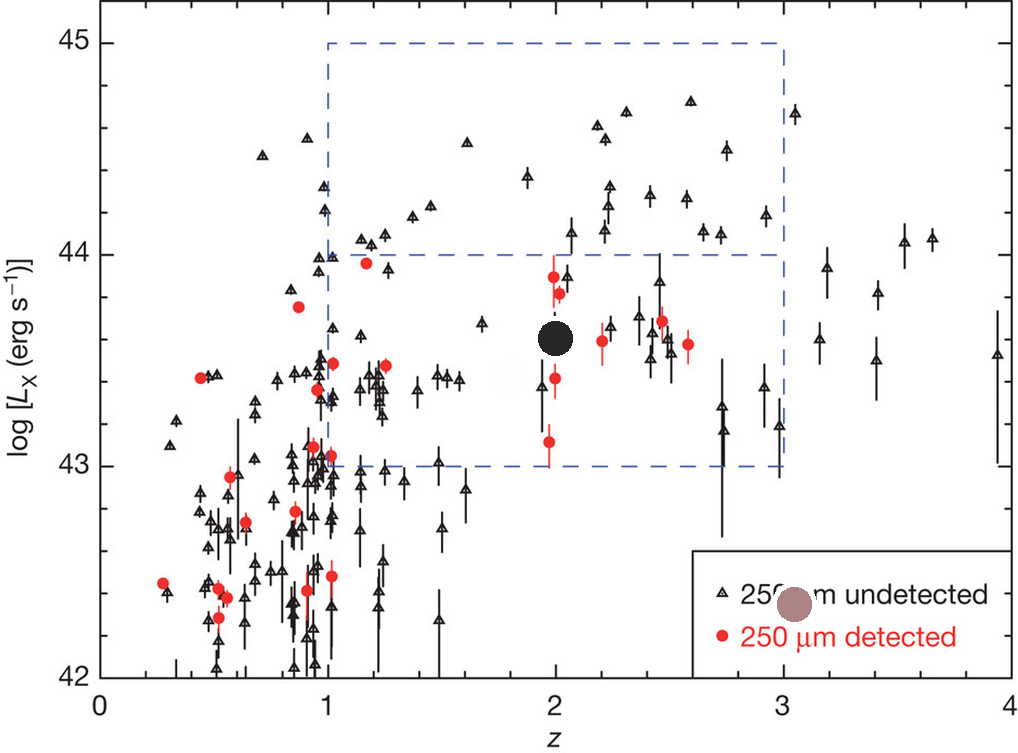 45
44
43
42
log [L_X (erg s⁻¹)]
undetected
250 μm detected
0 1 2 3 4
z